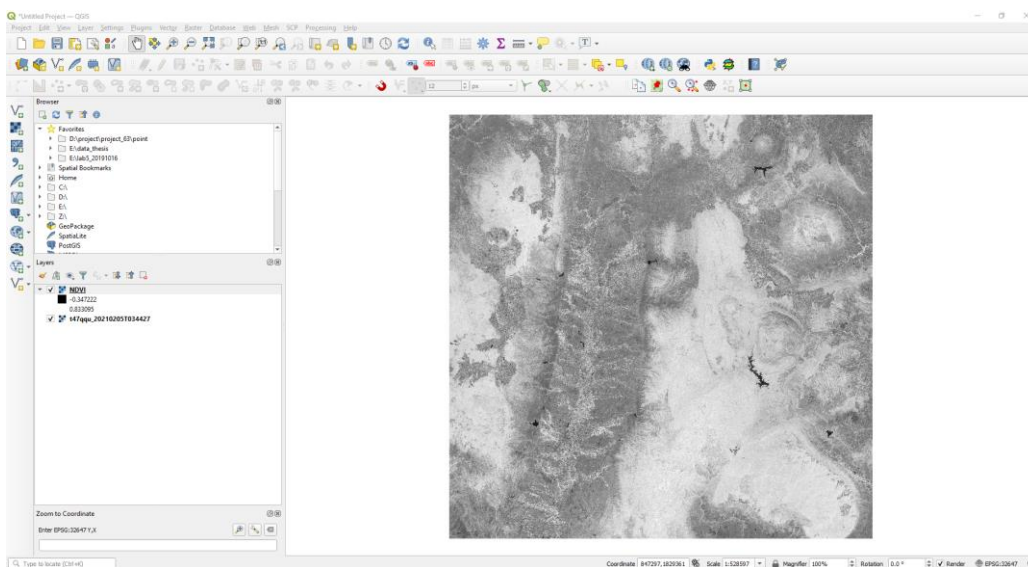 *Untitled Project — QGIS
Project Edit View Layer Settings Plugins Vector Raster Database Web Mesh SCP Processing Help
12 px
Browser
Favorites
D:\project\project_63\point
E:\data_thesis
E:\lab5_20191016
Spatial Bookmarks
Home
C:\
D:\
E:\
Z:\
GeoPackage
SpatiaLite
PostGIS
Layers
NDVI
-0.347222
0.833095
t47qqu_20210205T034427
Zoom to Coordinate
Enter EPSG:32647 Y,X
Type to locate (Ctrl+K)
Coordinate 847297,1829361 Scale 1:528597 Magnifier 100% Rotation 0.0 ° Render EPSG:32647